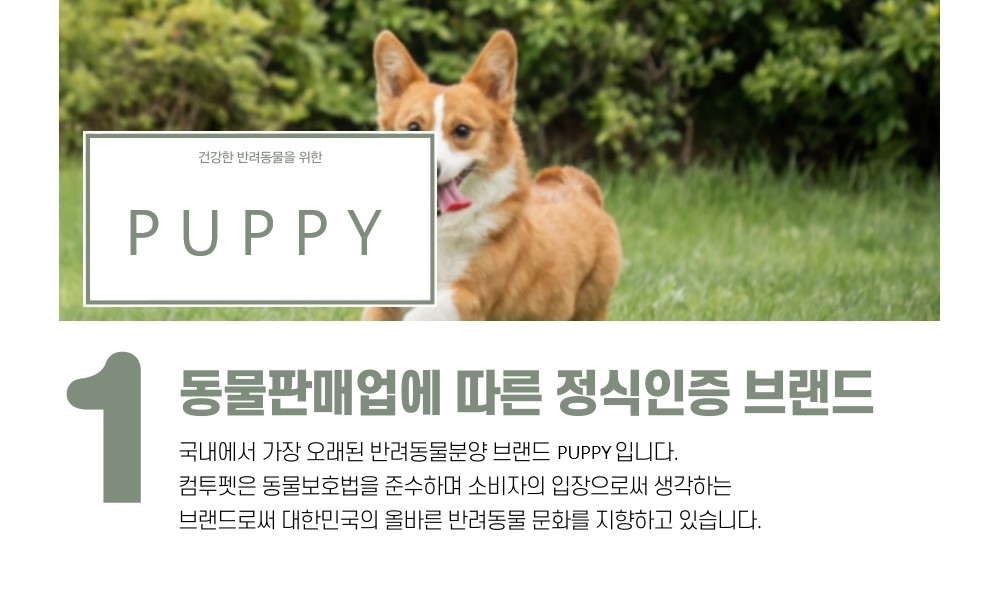 건강한 반려동물을 위한
PUPPY
1
동물판매업에 따른 정식인증 브랜드
국내에서 가장 오래된 반려동물분양 브랜드 PUPPY 입니다.
컴투펫은 동물보호법을 준수하며 소비자의 입장으로써 생각하는
브랜드로써 대한민국의 올바른 반려동물 문화를 지향하고 있습니다.